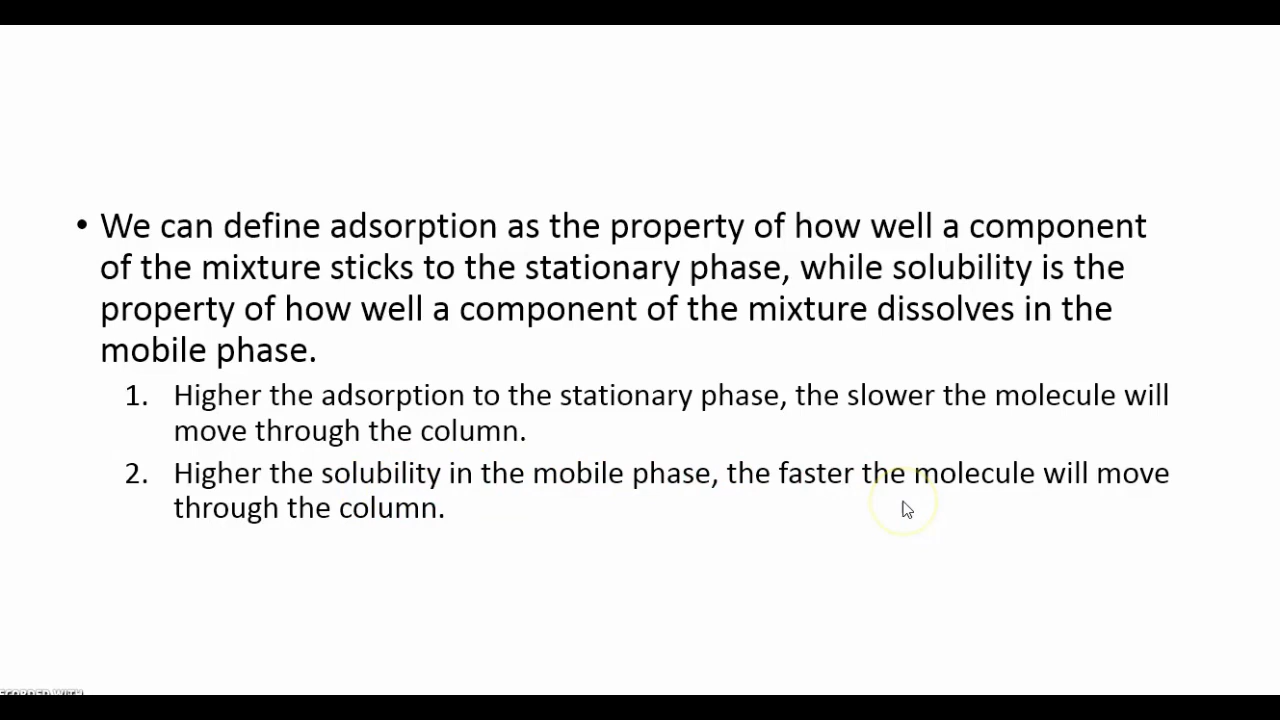 • We can define adsorption as the property of how well a component
of the mixture sticks to the stationary phase, while solubility is the
property of how well a component of the mixture dissolves in the
mobile phase.
1. Higher the adsorption to the stationary phase, the slower the molecule will
move through the column.
2. Higher the solubility in the mobile phase, the faster the molecule will move
through the column.